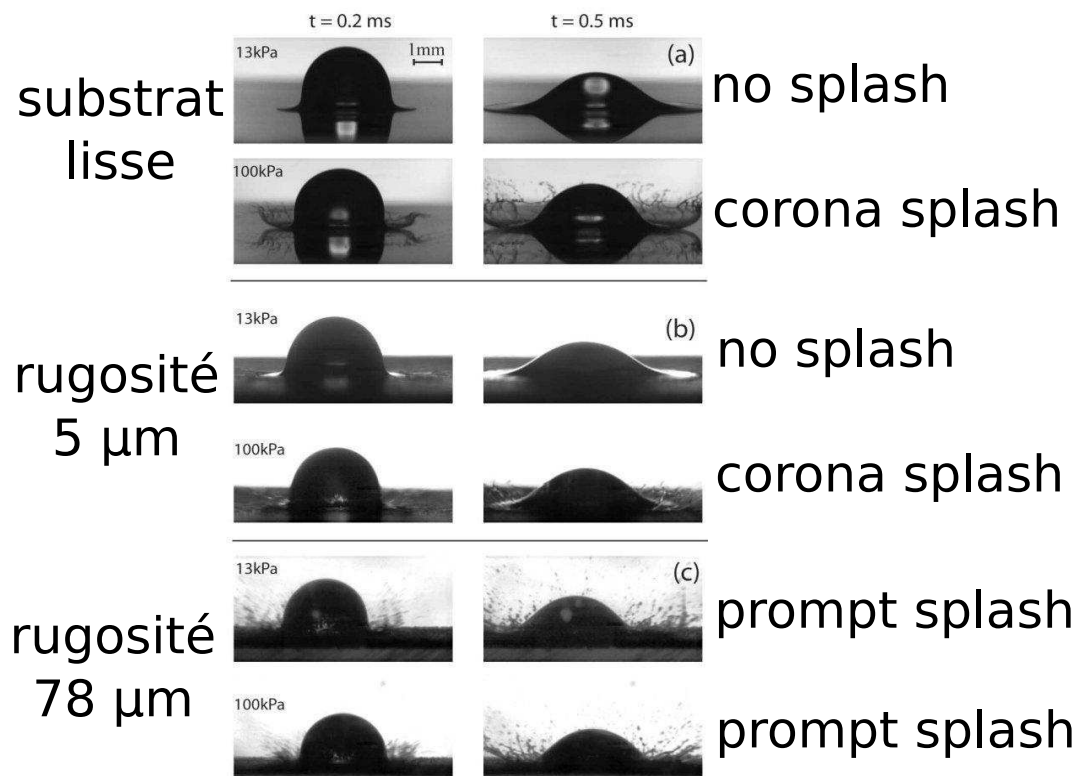 t = 0.2 ms
t = 0.5 ms
substrat
lisse
13kPa
1mm
(a)
no splash
100kPa
corona splash
rugosité
5 µm
13kPa
(b)
no splash
100kPa
corona splash
rugosité
78 µm
13kPa
(c)
prompt splash
100kPa
prompt splash